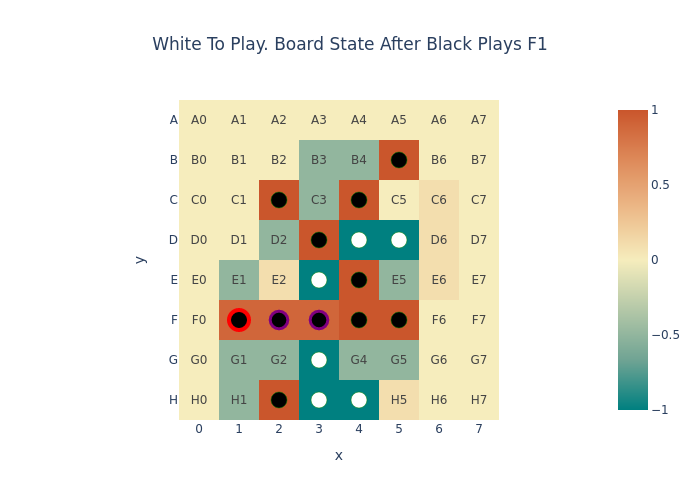 White To Play. Board State After Black Plays F1
A A0 A1 A2 A3 A4 A5 A6 A7 1
B B0 B1 B2 B3 B4 B6 B7
C C0 C1 C3 C5 C6 C7 0.5
D D0 D1 D2 D6 D7
y 0
E E0 E1 E2 E5 E6 E7
F F0 F6 F7
−0.5
G G0 G1 G2 G4 G5 G6 G7
H H0 H1 H5 H6 H7 −1
0 1 2 3 4 5 6 7
x